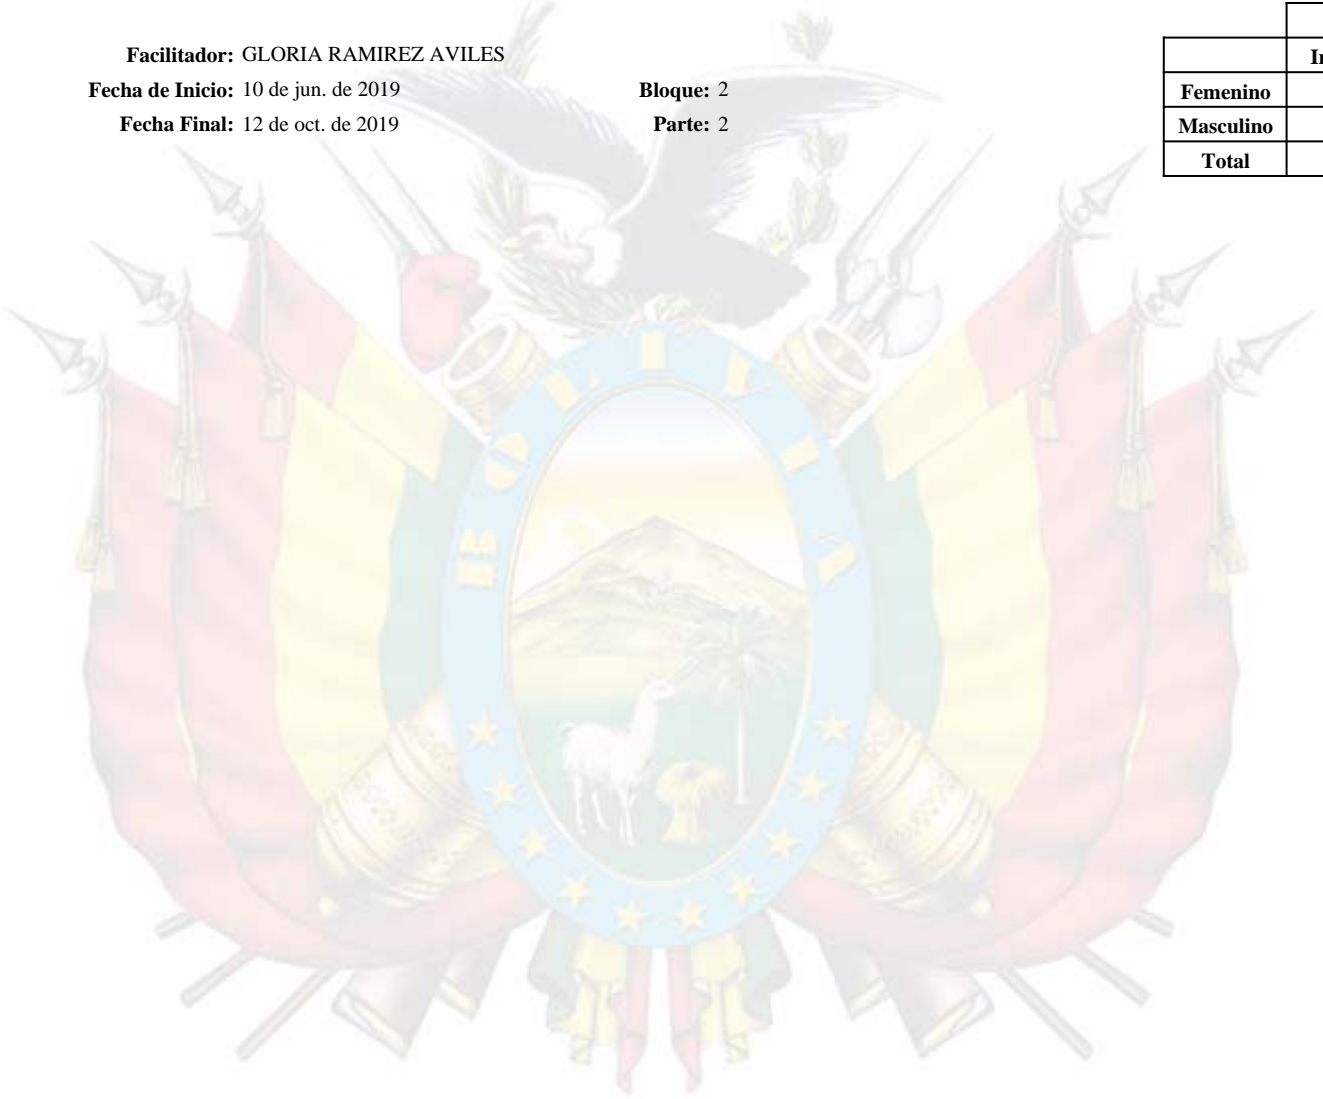 Facilitador: GLORIA RAMIREZ AVILES
Fecha de Inicio: 10 de jun. de 2019 Bloque: 2
Fecha Final: 12 de oct. de 2019 Parte: 2
Femenino
Masculino
Total
BOLIVIA